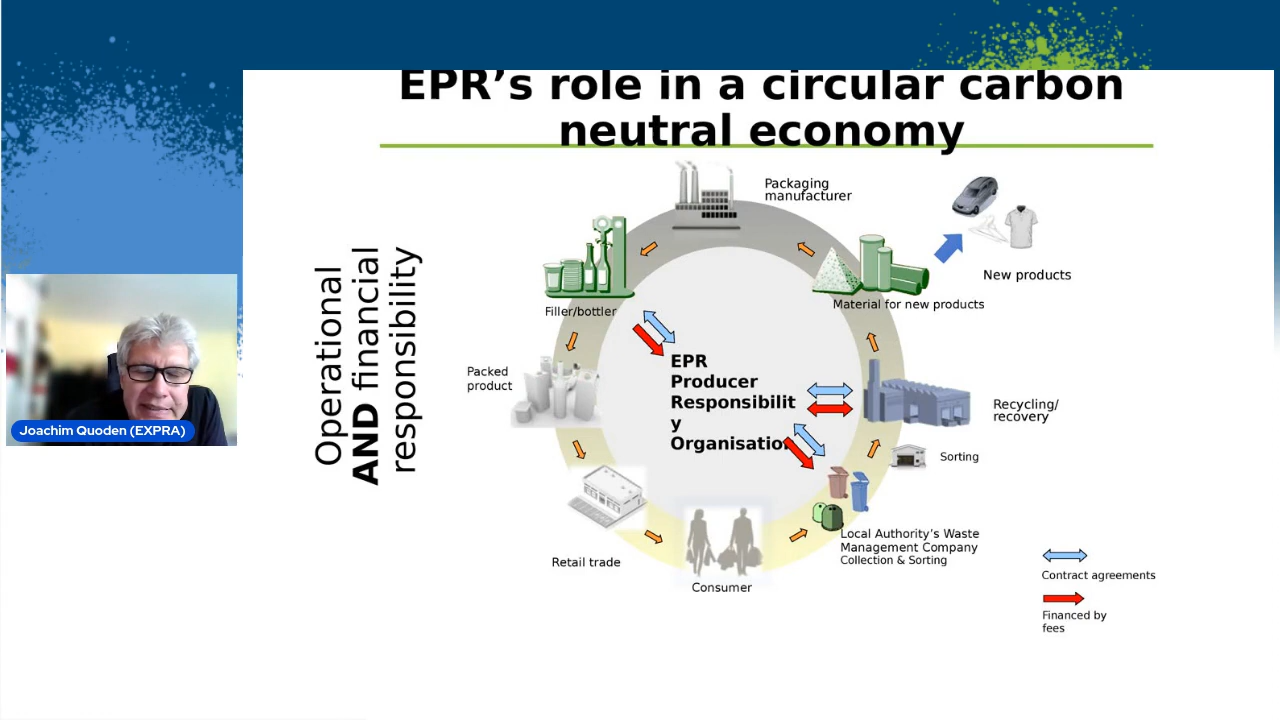 EPR’s role in a circular carbon
neutral economy
Operational
AND financial
responsibility
Packaging
manufacturer
New products
Material for new products
Filler/bottler
Packed
product
EPR
Producer
Responsibilit
y
Organisation
Recycling/
recovery
Sorting
Local Authority’s Waste
Management Company
Collection & Sorting
Retail trade
Consumer
Contract agreements
Financed by
fees
Joachim Quoden (EXPRA)